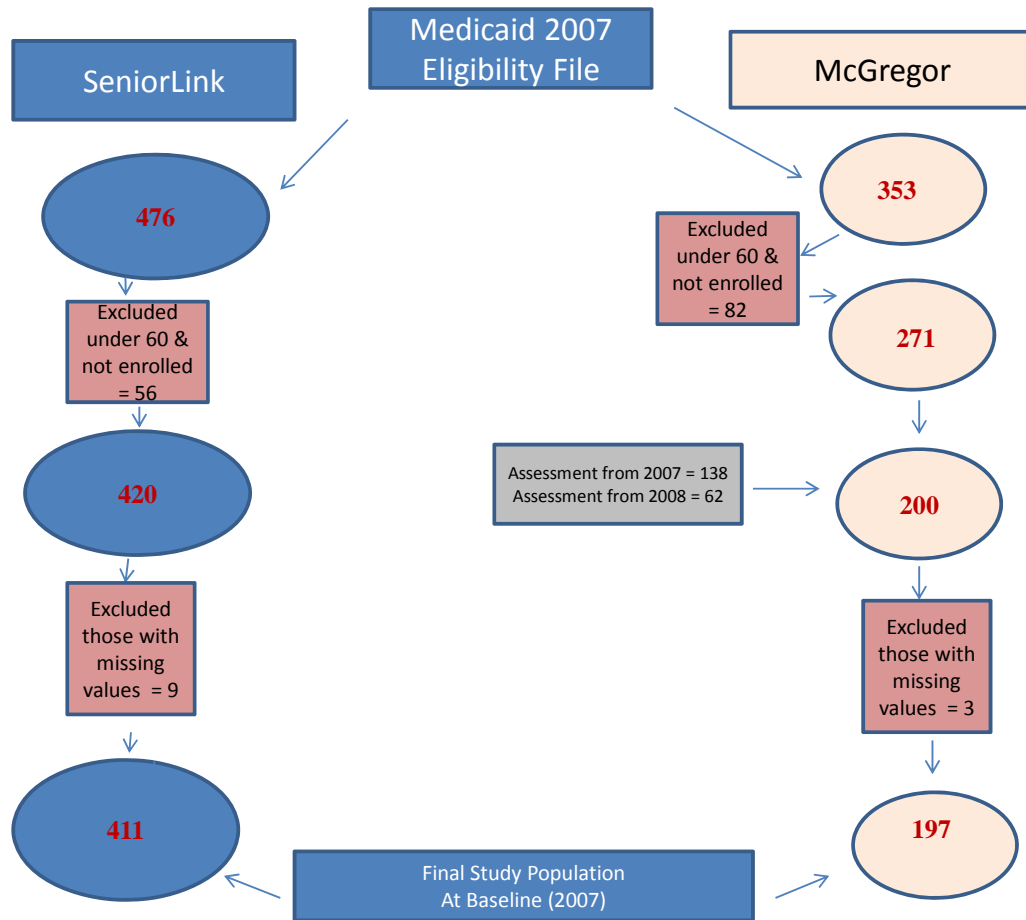 Medicaid 2007
Eligibility File
SeniorLink
McGregor
476
353
Excluded
under 60 &
not enrolled
= 56
Excluded
under 60 &
not enrolled
= 82
271
420
Assessment from 2007 = 138
Assessment from 2008 = 62
200
Excluded
those with
missing
values  = 9
Excluded
those with
missing
values  = 3
411
197
Final Study Population
At Baseline (2007)